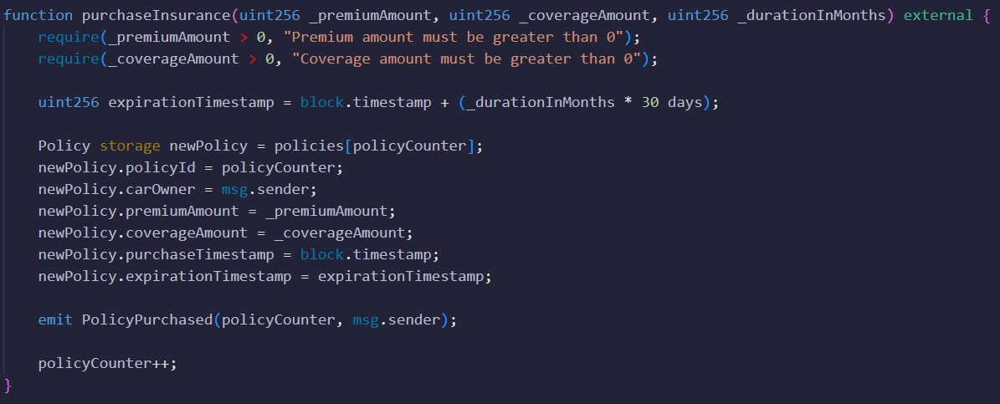 function purchaseInsurance(uint256 _premiumAmount, uint256 _coverageAmount, uint256 _durationInMonths) external {
require(_premiumAmount > 0, "Premium amount must be greater than 0");
require(_coverageAmount > 0, "Coverage amount must be greater than 0");
uint256 expirationTimestamp = block.timestamp + (_durationInMonths * 30 days);
Policy storage newPolicy = policies[policyCounter];
newPolicy.policyId = policyCounter;
newPolicy.carOwner = msg.sender;
newPolicy.premiumAmount = _premiumAmount;
newPolicy.coverageAmount = _coverageAmount;
newPolicy.purchaseTimestamp = block.timestamp;
newPolicy.expirationTimestamp = expirationTimestamp;
emit PolicyPurchased(policyCounter, msg.sender);
policyCounter++;
}